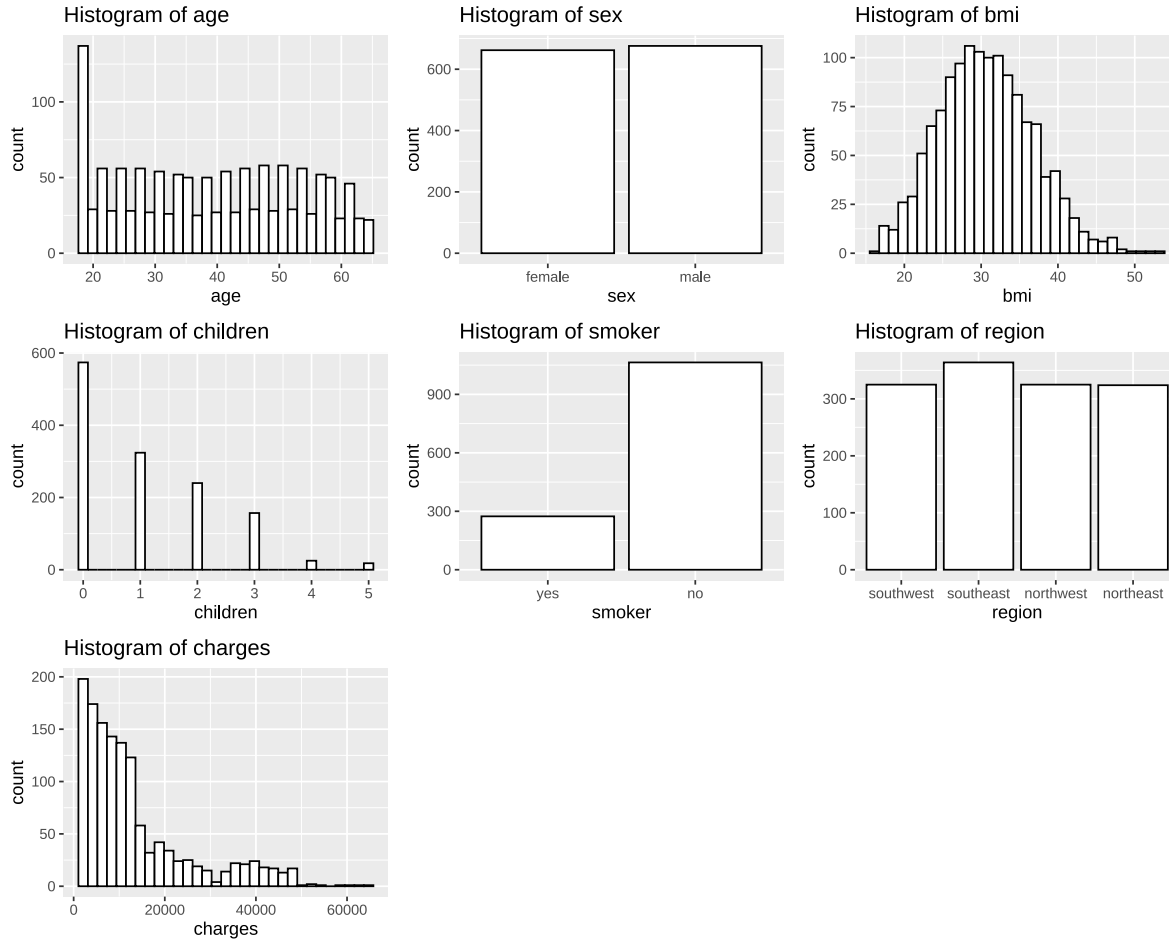 Histogram of age
100
50
0
count
20 30 40 50 60
age
Histogram of sex
600
400
200
0
count
female male
sex
Histogram of bmi
100
75
50
25
0
count
20 30 40 50
bmi
Histogram of children
600
400
200
0
count
0 1 2 3 4 5
children
Histogram of smoker
900
600
300
0
count
yes no
smoker
Histogram of region
300
200
100
0
count
southwest southeast northwest northeast
region
Histogram of charges
200
150
100
50
0
count
0 20000 40000 60000
charges